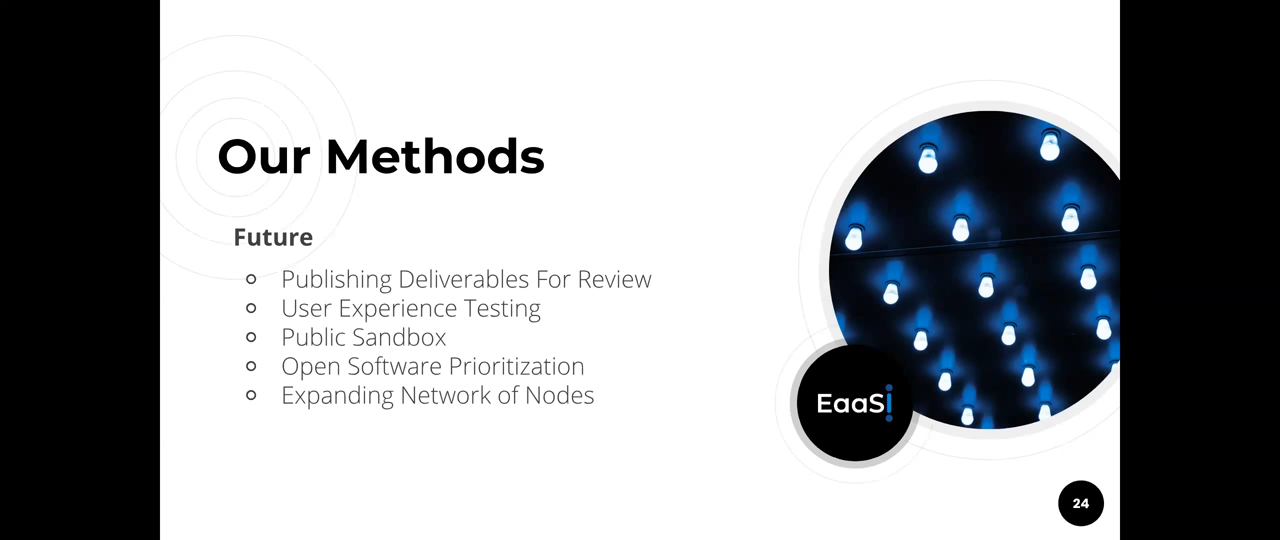 Our Methods
Future
Publishing Deliverables For Review
User Experience Testing
Public Sandbox
Open Software Prioritization
Expanding Network of Nodes
EaaSi
24